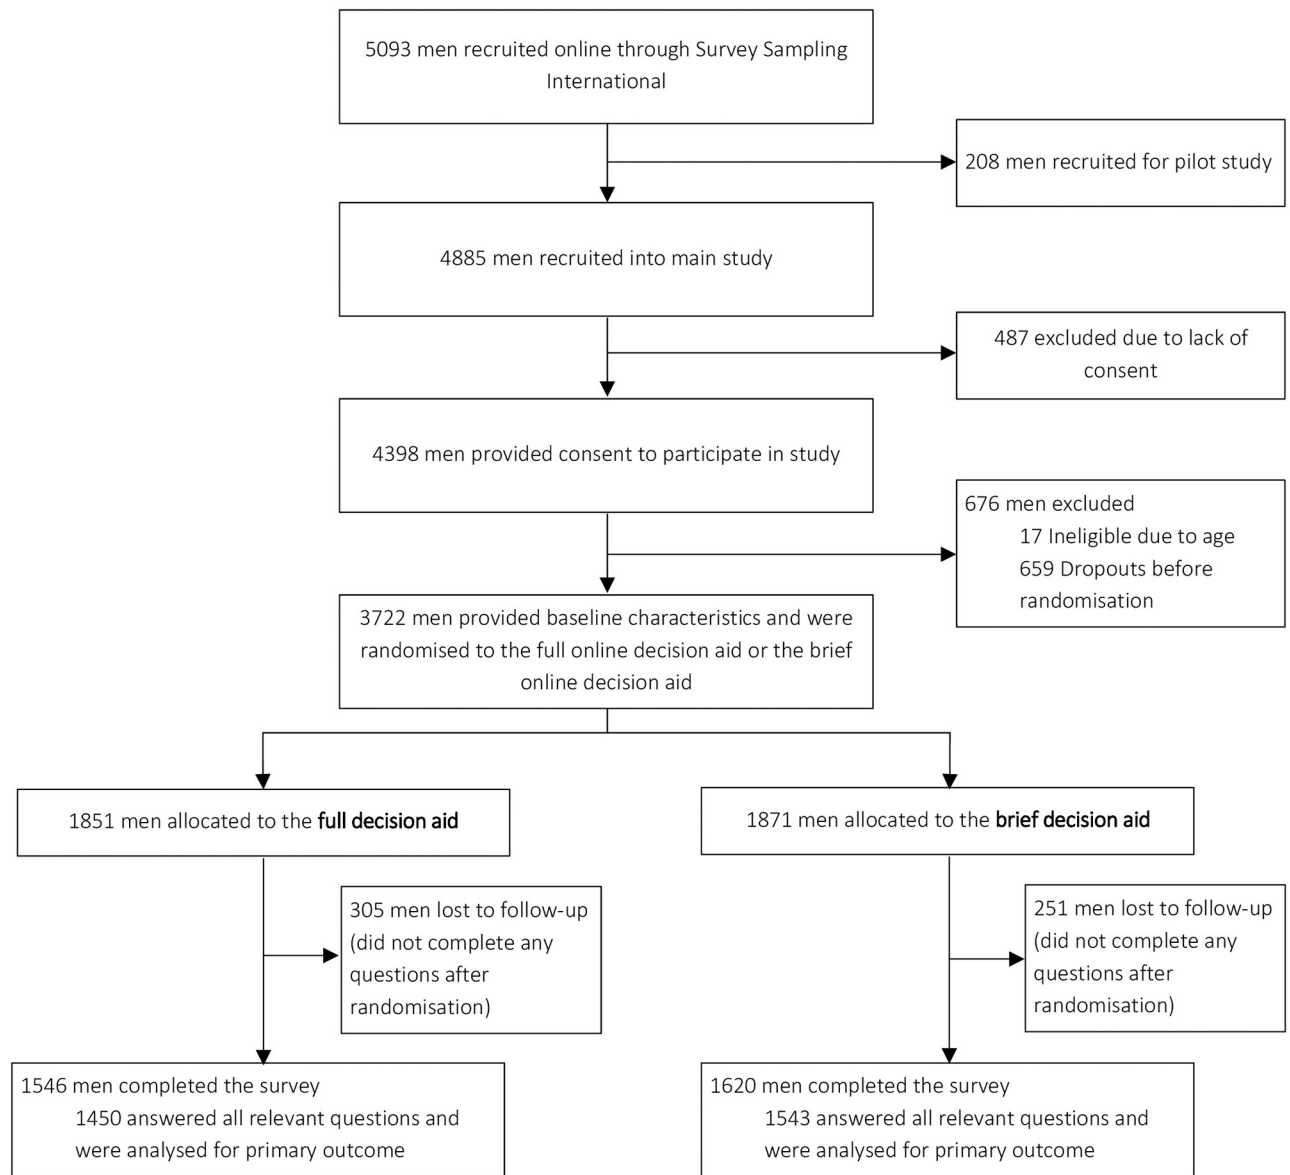 5093 men recruited online through Survey Sampling
International
208 men recruited for pilot study
4885 men recruited into main study
487 excluded due to lack of
consent
4398 men provided consent to participate in study
676 men excluded
17 Ineligible due to age
659 Dropouts before
randomisation
3722 men provided baseline characteristics and were
randomised to the full online decision aid or the brief
online decision aid
1851 men allocated to the full decision aid
1871 men allocated to the brief decision aid
305 men lost to follow-up
(did not complete any
questions after
randomisation)
251 men lost to follow-up
(did not complete any
questions after
randomisation)
1546 men completed the survey
1450 answered all relevant questions and
were analysed for primary outcome
1620 men completed the survey
1543 answered all relevant questions and
were analysed for primary outcome